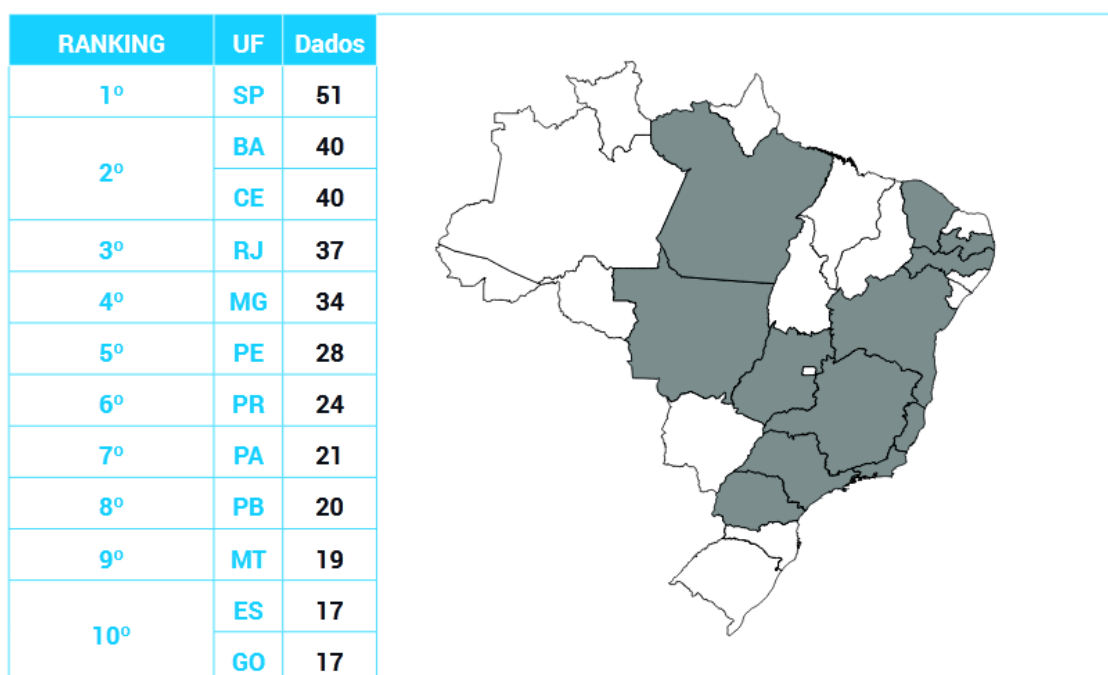 RANKING UF Dados
1º SP 51
2º BA 40
CE 40
3º RJ 37
4º MG 34
5º PE 28
6º PR 24
7º PA 21
8º PB 20
9º MT 19
10º ES 17
GO 17